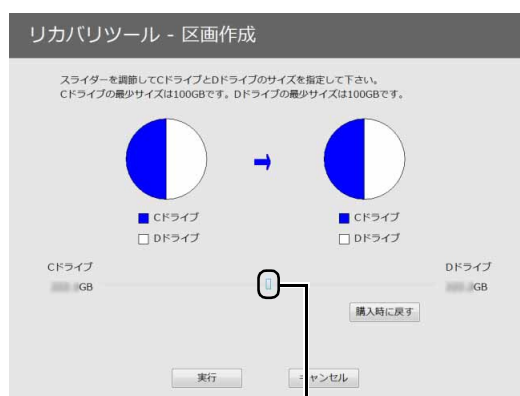 リカバリツール - 区画作成
スライダーを調節してCドライブとDドライブのサイズを指定して下さい。
Cドライブの最少サイズは100GBです。Dドライブの最少サイズは100GBです。
Cドライブ
Dドライブ
Cドライブ
Dドライブ
Cドライブ
GB
Dドライブ
GB
購入時に戻す
実行
キャンセル